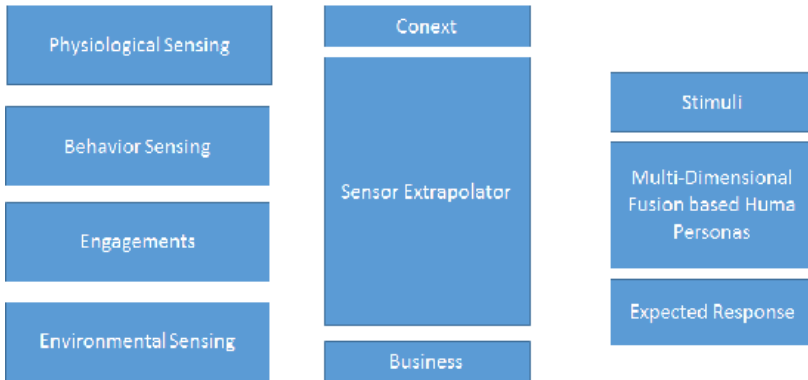 Physiological Sensing
Behavior Sensing
Engagements
Environmental Sensing
Conext
Sensor Extrapolator
Business
Stimuli
Multi-Dimensional
Fusion based Huma
Personas
Expected Response